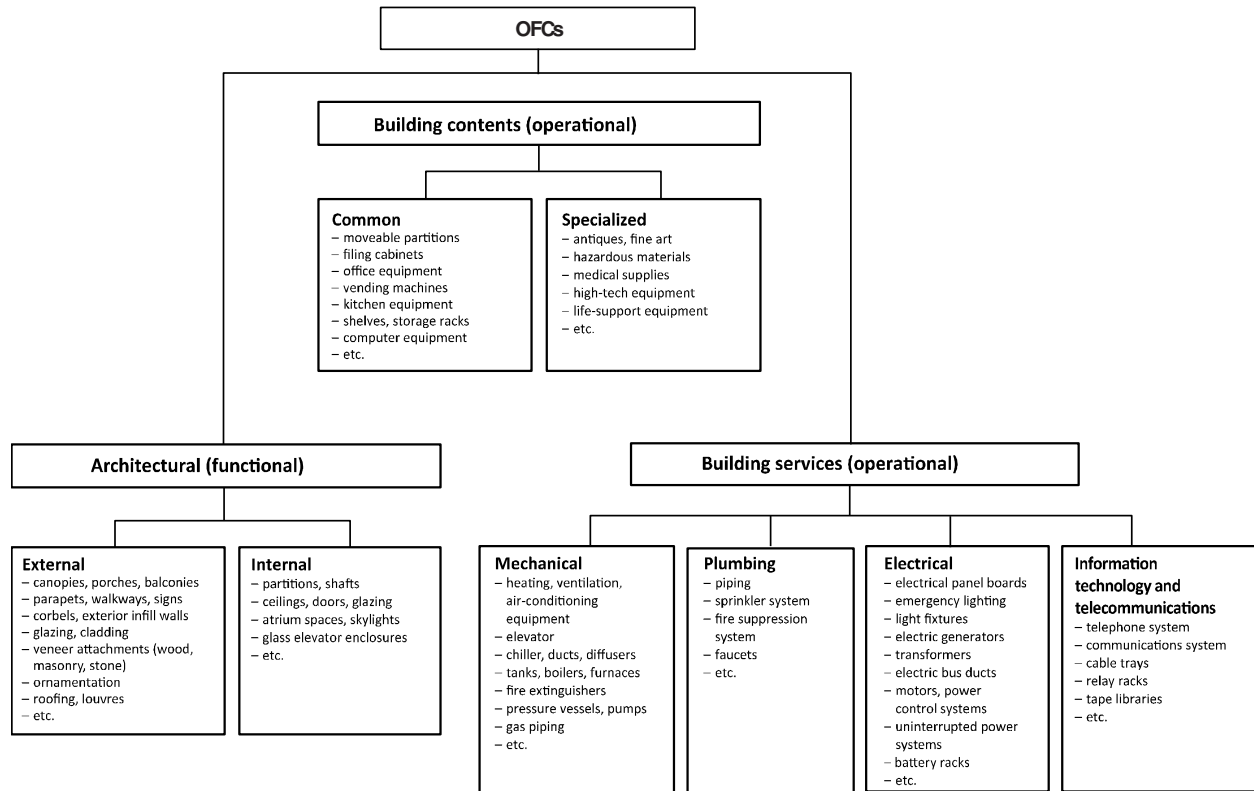 OFCs
Building contents (operational)
Common
– moveable partitions
– filing cabinets
– office equipment
– vending machines
– kitchen equipment
– shelves, storage racks
– computer equipment
– etc.
Specialized
– antiques, fine art
– hazardous materials
– medical supplies
– high-tech equipment
– life-support equipment
– etc.
Architectural (functional)
External
– canopies, porches, balconies
– parapets, walkways, signs
– corbels, exterior infill walls
– glazing, cladding
– veneer attachments (wood,
masonry, stone)
– ornamentation
– roofing, louvres
– etc.
Internal
– partitions, shafts
– ceilings, doors, glazing
– atrium spaces, skylights
– glass elevator enclosures
– etc.
Building services (operational)
Mechanical
– heating, ventilation,
air-conditioning
equipment
– elevator
– chiller, ducts, diffusers
– tanks, boilers, furnaces
– fire extinguishers
– pressure vessels, pumps
– gas piping
– etc.
Plumbing
– piping
– sprinkler system
– fire suppression
system
– faucets
– etc.
Electrical
– electrical panel boards
– emergency lighting
– light fixtures
– electric generators
– transformers
– electric bus ducts
– motors, power
control systems
– uninterrupted power
systems
– battery racks
– etc.
Information
technology and
telecommunications
– telephone system
– communications system
– cable trays
– relay racks
– tape libraries
– etc.